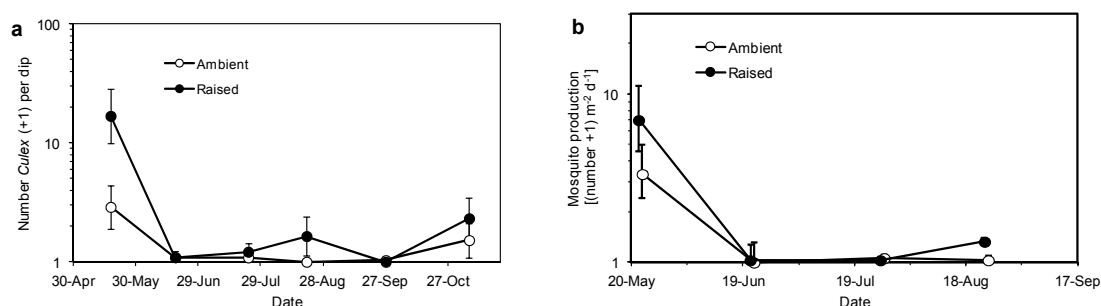 a
Number Culex (+1) per dip
100
10
1
Ambient
Raised
30-Apr 30-May 29-Jun 29-Jul 28-Aug 27-Sep 27-Oct
Date
b
Mosquito production
[(number +1) m⁻² d⁻¹]
10
1
Ambient
Raised
20-May 19-Jun 19-Jul 18-Aug 17-Sep
Date